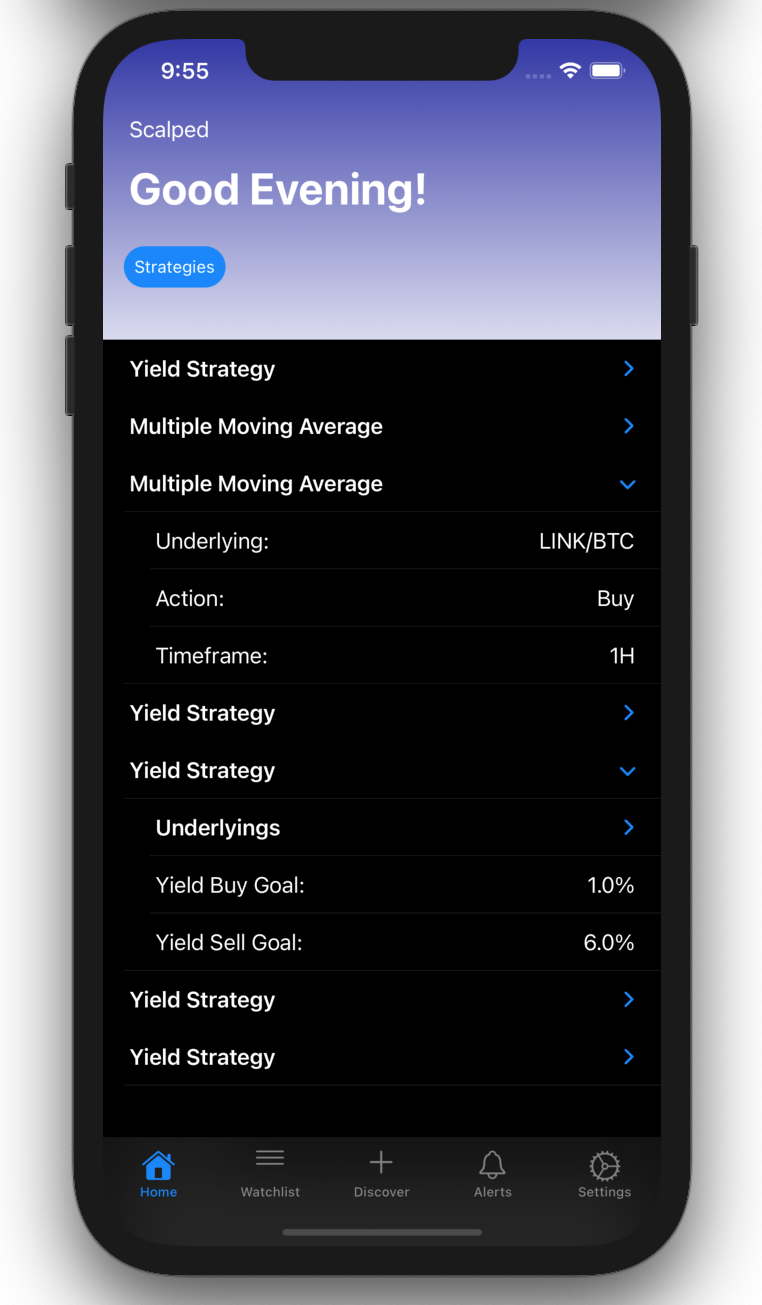 9:55
Scalped
Good Evening!
Strategies
Yield Strategy
Multiple Moving Average
Multiple Moving Average
Underlying: LINK/BTC
Action: Buy
Timeframe: 1H
Yield Strategy
Yield Strategy
Underlyings
Yield Buy Goal: 1.0%
Yield Sell Goal: 6.0%
Yield Strategy
Yield Strategy
Home Watchlist Discover Alerts Settings